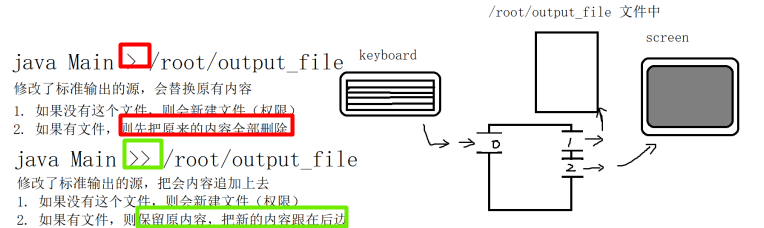 java Main > /root/output_file
修改了标准输出的源，会替换原有内容
1. 如果没有这个文件，则会新建文件（权限）
2. 如果有文件，则先把原来的内容全部删除
java Main >> /root/output_file
修改了标准输出的源，把会内容追加上去
1. 如果没有这个文件，则会新建文件（权限）
2. 如果有文件，则保留原内容，把新的内容跟在后边
/root/output_file 文件中
keyboard
screen
0
1
2